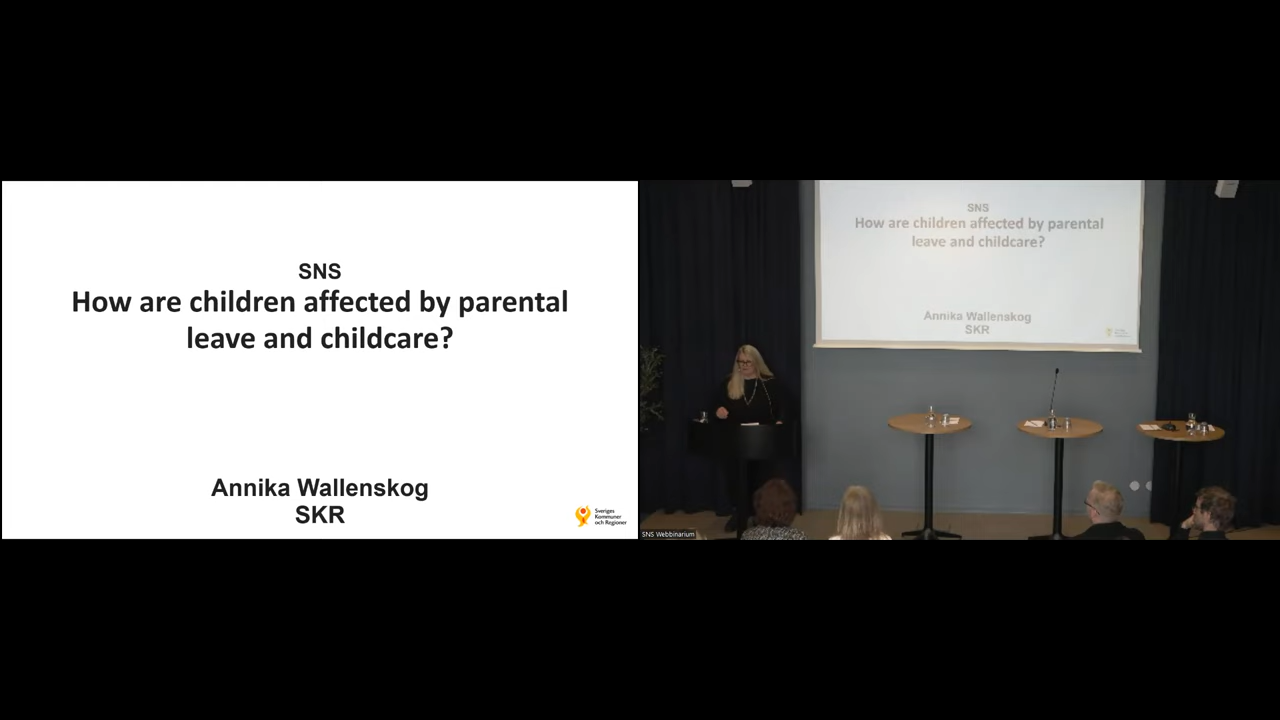 SNS
How are children affected by parental
leave and childcare?
Annika Wallenskog
SKR
Sveriges
Kommuner
och Regioner
SNS
How are children affected by parental
leave and childcare?
Annika Wallenskog
SKR
SNS Webbinarium